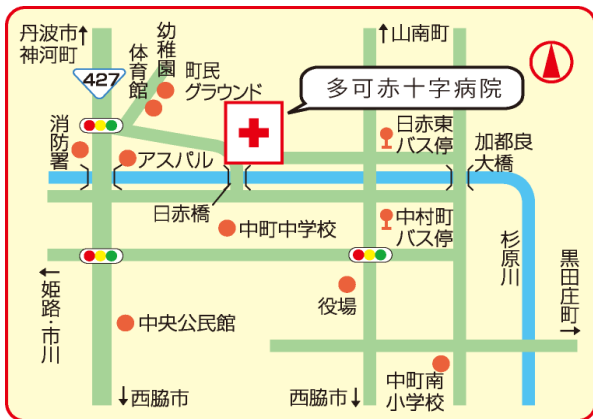 丹波市
神河町
427
幼稚園
体育館
町民
グラウンド
山南町
多可赤十字病院
消防署
アスパル
日赤東
バス停
加都良
大橋
日赤橋
中町中学校
中村町
バス停
杉原川
黒田庄町
姫路・市川
役場
中央公民館
西脇市
西脇市
中町南
小学校